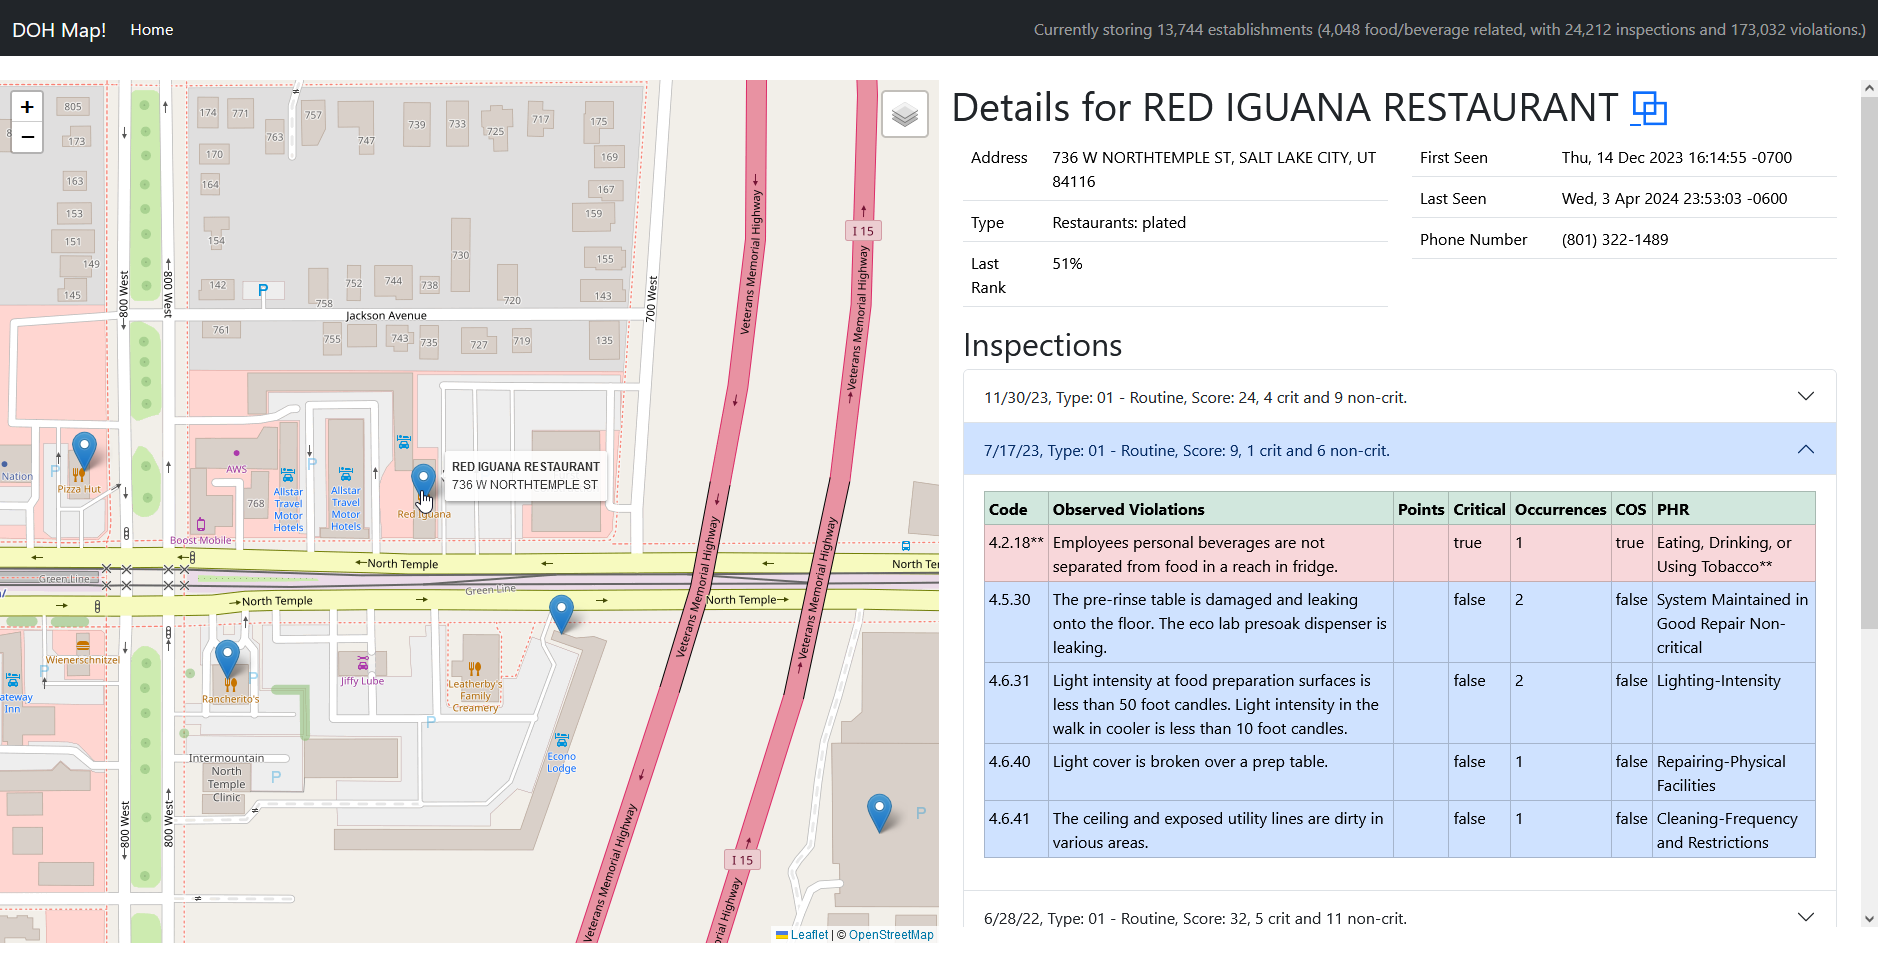 DOH Map!
Home
Currently storing 13,744 establishments (4,048 food/beverage related, with 24,212 inspections and 173,032 violations.)
+
−
805
173
163
153
151
149
145
174
771
763
757
747
739
733
725
717
175
170
169
164
167
159
154
730
155
142
P
758
752
744
738
720
143
Jackson Avenue
761
755
743
735
727
719
135
800 West
800 West
700 West
Veterans Memorial Highway
Veterans Memorial Highway
I 15
Veterans Memorial Highway
Nation
P
Pizza Hut
AWS
768
Boost Mobile
Allstar
Travel
Motor
Hotels
P
Allstar
Travel
Motor
Hotels
RED IGUANA RESTAURANT
736 W NORTHTEMPLE ST
Red Iguana
North Temple
North Te
Green Line
Green Line
North Temple
North Temple
Veterans Memorial Highway
Veterans Memorial Highway
Wienerschnitzel
P
ateway
Inn
Rancherito's
P
Jiffy Lube
Leatherby's
Family
Creamery
P
Econo
Lodge
Intermountain
North
Temple
Clinic
P
P
800 West
800 West
I 15
Veterans Memorial Highway
morial Highway
Leaflet | © OpenStreetMap
Details for RED IGUANA RESTAURANT
Address
736 W NORTHTEMPLE ST, SALT LAKE CITY, UT
84116
Type
Restaurants: plated
Last
Rank
51%
First Seen
Thu, 14 Dec 2023 16:14:55 -0700
Last Seen
Wed, 3 Apr 2024 23:53:03 -0600
Phone Number
(801) 322-1489
Inspections
11/30/23, Type: 01 - Routine, Score: 24, 4 crit and 9 non-crit.
7/17/23, Type: 01 - Routine, Score: 9, 1 crit and 6 non-crit.
Code Observed Violations Points Critical Occurrences COS PHR
4.2.18** Employees personal beverages are not true 1 true Eating, Drinking, or
separated from food in a reach in fridge. Using Tobacco**
4.5.30 The pre-rinse table is damaged and leaking false 2 false System Maintained in
onto the floor. The eco lab presoak dispenser is Good Repair Non-
leaking. critical
4.6.31 Light intensity at food preparation surfaces is false 2 false Lighting-Intensity
less than 50 foot candles. Light intensity in the
walk in cooler is less than 10 foot candles.
4.6.40 Light cover is broken over a prep table. false 1 false Repairing-Physical
Facilities
4.6.41 The ceiling and exposed utility lines are dirty in false 1 false Cleaning-Frequency
various areas. and Restrictions
6/28/22, Type: 01 - Routine, Score: 32, 5 crit and 11 non-crit.